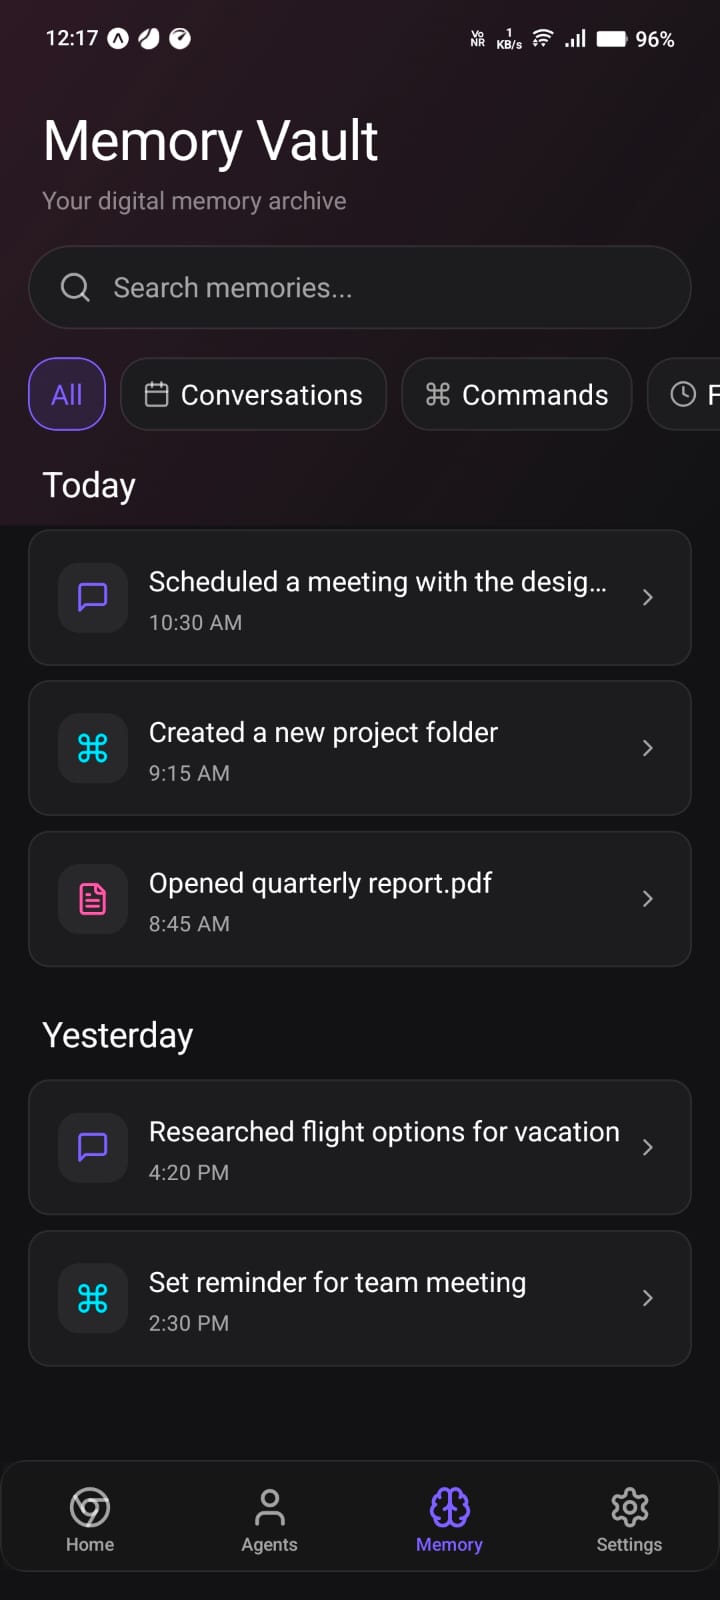 12:17
Vo NR
1 KB/s
96%
Memory Vault
Your digital memory archive
Search memories...
All
Conversations
Commands
F
Today
Scheduled a meeting with the desig...
10:30 AM
Created a new project folder
9:15 AM
Opened quarterly report.pdf
8:45 AM
Yesterday
Researched flight options for vacation
4:20 PM
Set reminder for team meeting
2:30 PM
Home
Agents
Memory
Settings